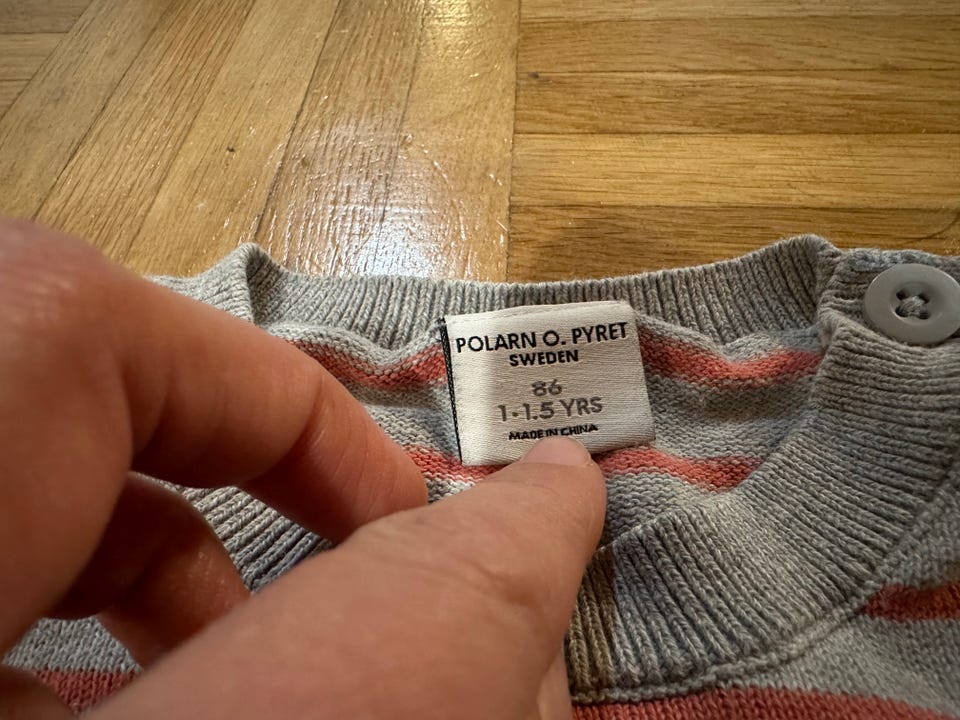 POLARN O. PYRET
SWEDEN
86
1-1.5 YRS
MADE IN CHINA